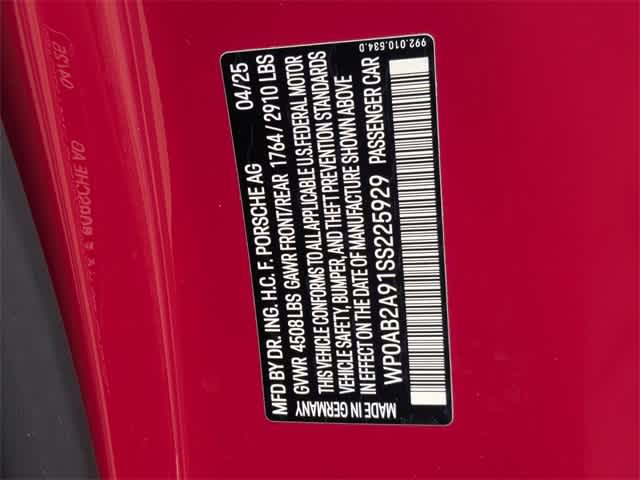 MFD BY DR. ING. H.C. F. PORSCHE AG 04/25
GVWR 4508 LBS GAWR FRONT/REAR 1764/2910 LBS
THIS VEHICLE CONFORMS TO ALL APPLICABLE U.S. FEDERAL MOTOR
VEHICLE SAFETY, BUMPER, AND THEFT PREVENTION STANDARDS
IN EFFECT ON THE DATE OF MANUFACTURE SHOWN ABOVE
WP0AB2A91SS225929 PASSENGER CAR
MADE IN GERMANY 992.010.534.D